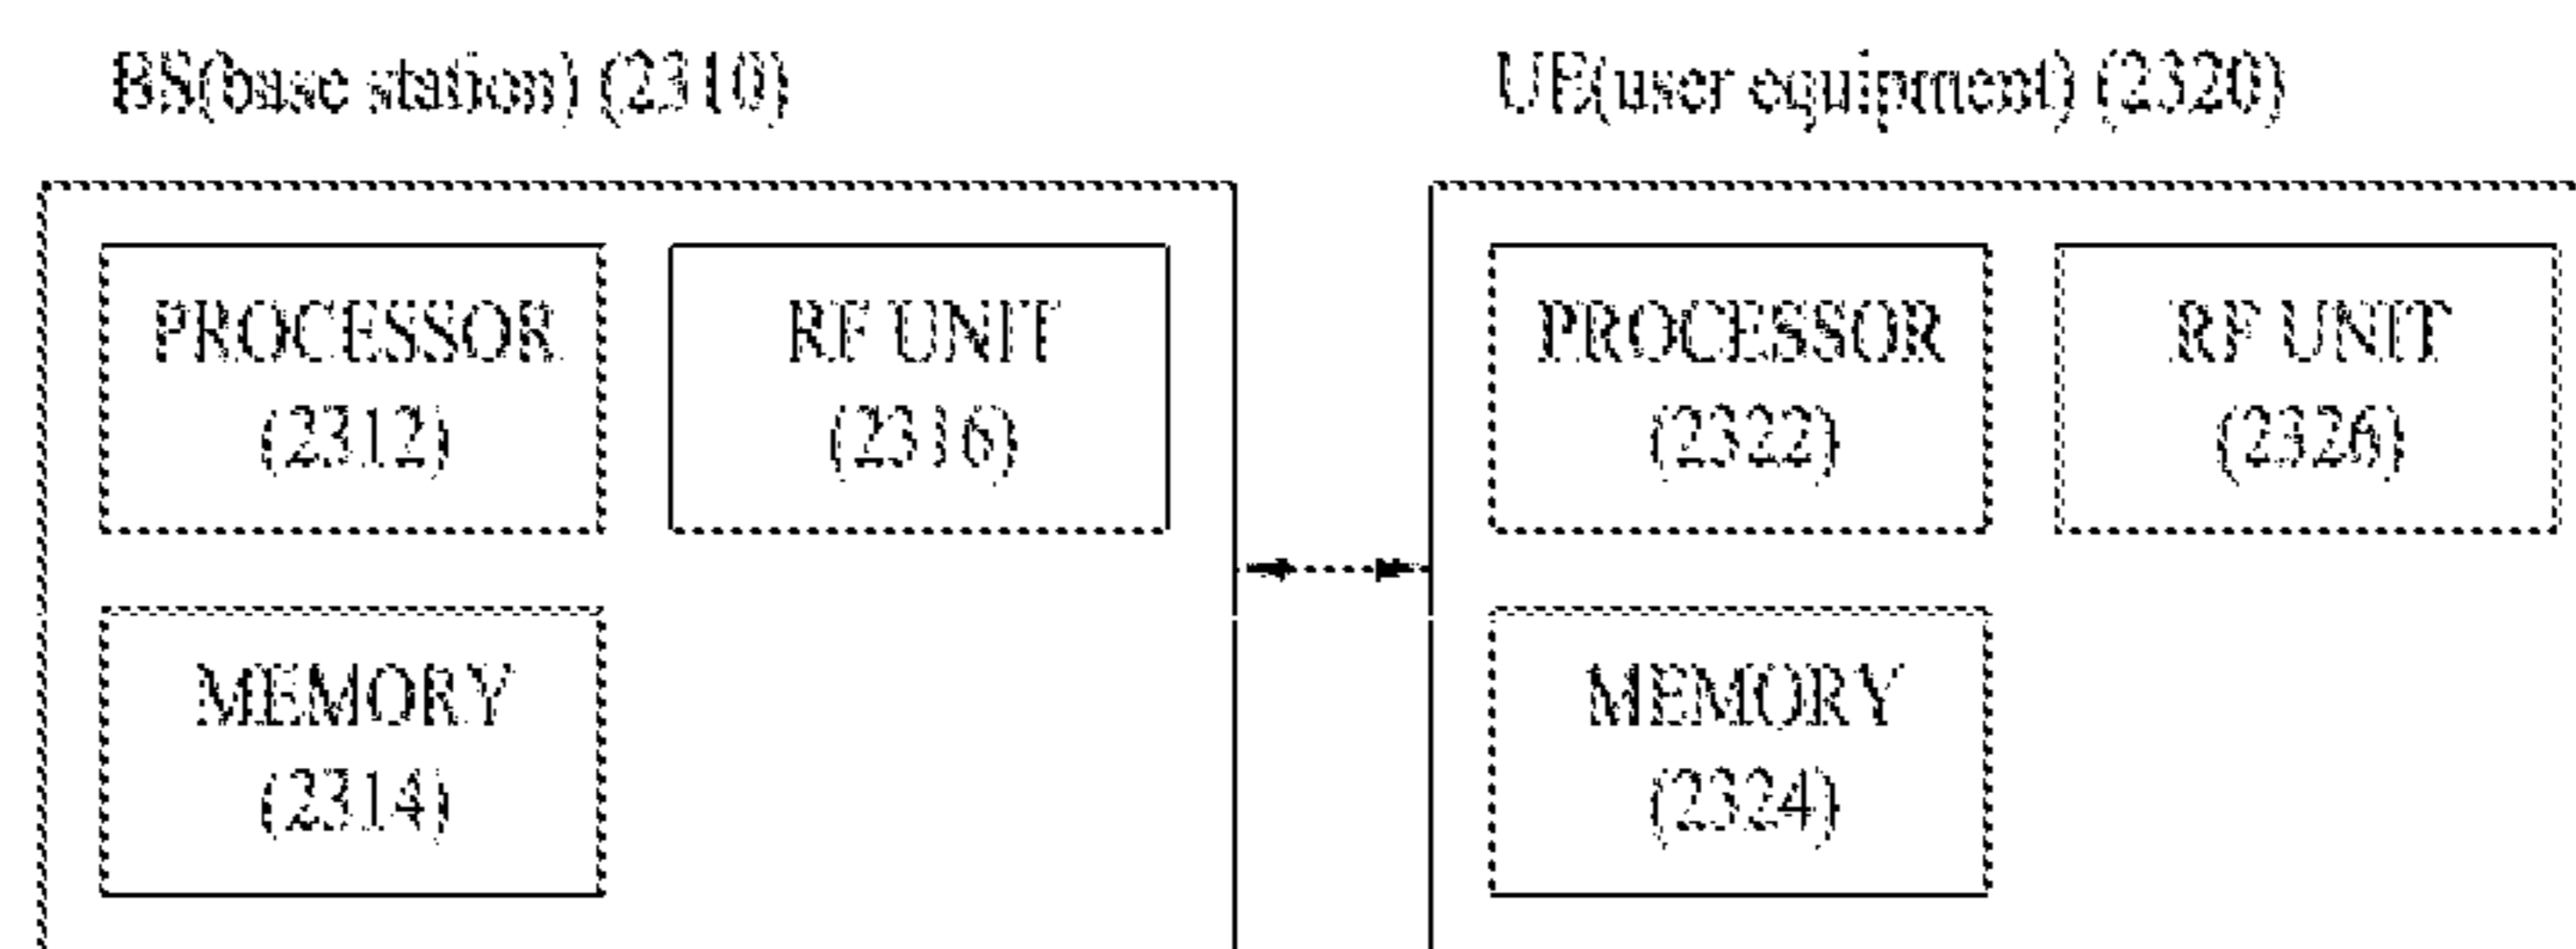 BS(base station) (2310)
UE(user equipment) (2320)
PROCESSOR
(2312)
RF UNIT
(2316)
PROCESSOR
(2322)
RF UNIT
(2326)
MEMORY
(2314)
MEMORY
(2324)